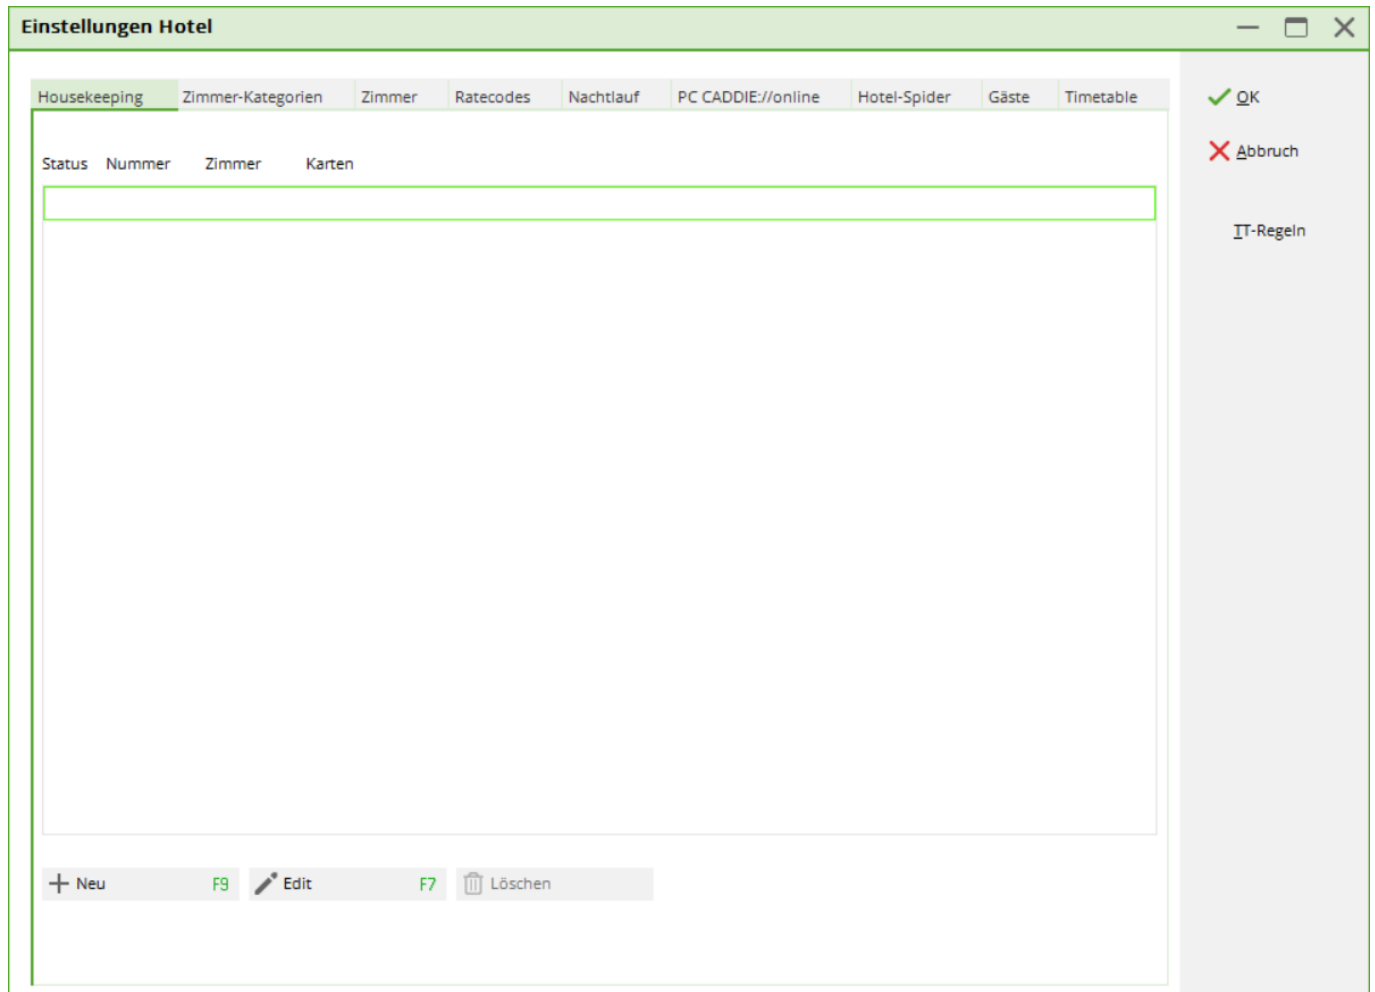 Einstellungen Hotel
Housekeeping Zimmer-Kategorien Zimmer Ratecodes Nachtlauf PC CADDIE://online Hotel-Spider Gäste Timetable
OK
Abbruch
TT-Regeln
Status Nummer Zimmer Karten
Neu F9 Edit F7 Löschen